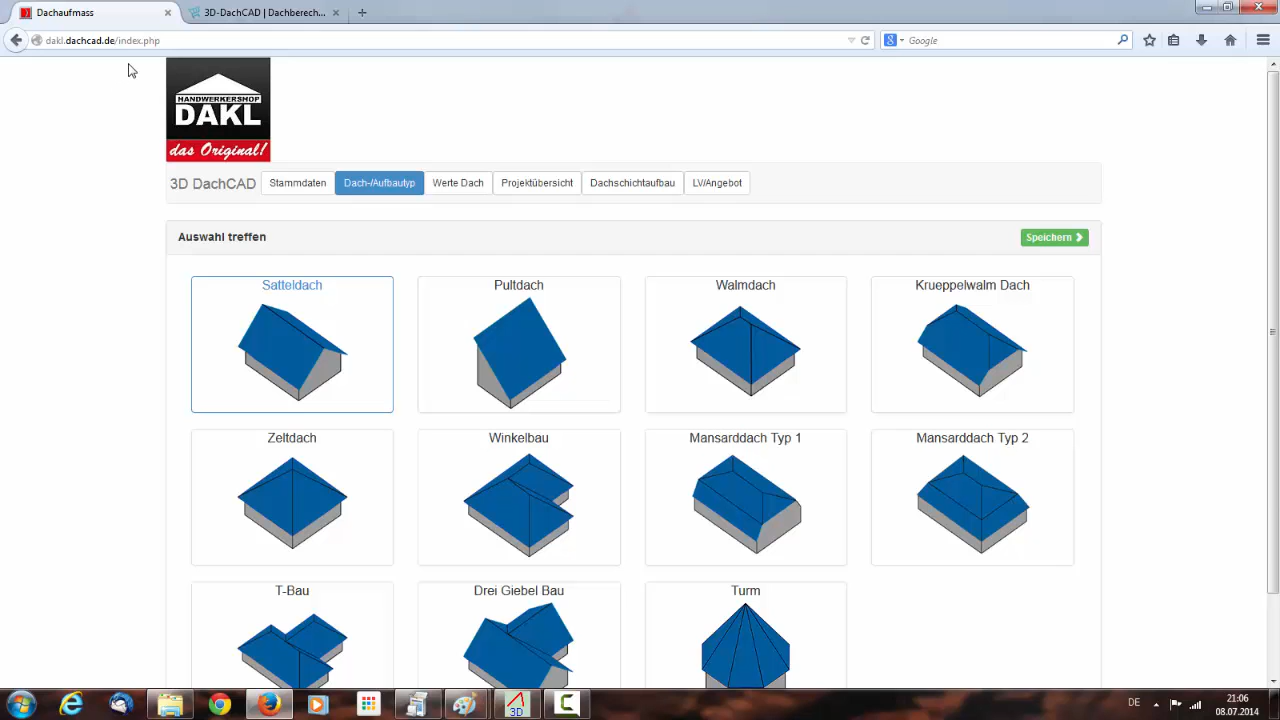 Dachaufmass
3D-DachCAD | Dachberech...
dakl.dachcad.de/index.php
Google
HANDWERKERSHOP
DAKL
das Original!
3D DachCAD Stammdaten Dach-/Aufbautyp Werte Dach Projektübersicht Dachschichtaufbau LV/Angebot
Auswahl treffen Speichern
Satteldach Pultdach Walmdach Krueppelwalm Dach
Zeltdach Winkelbau Mansarddach Typ 1 Mansarddach Typ 2
T-Bau Drei Giebel Bau Turm
3D
DE
21:06
08.07.2014